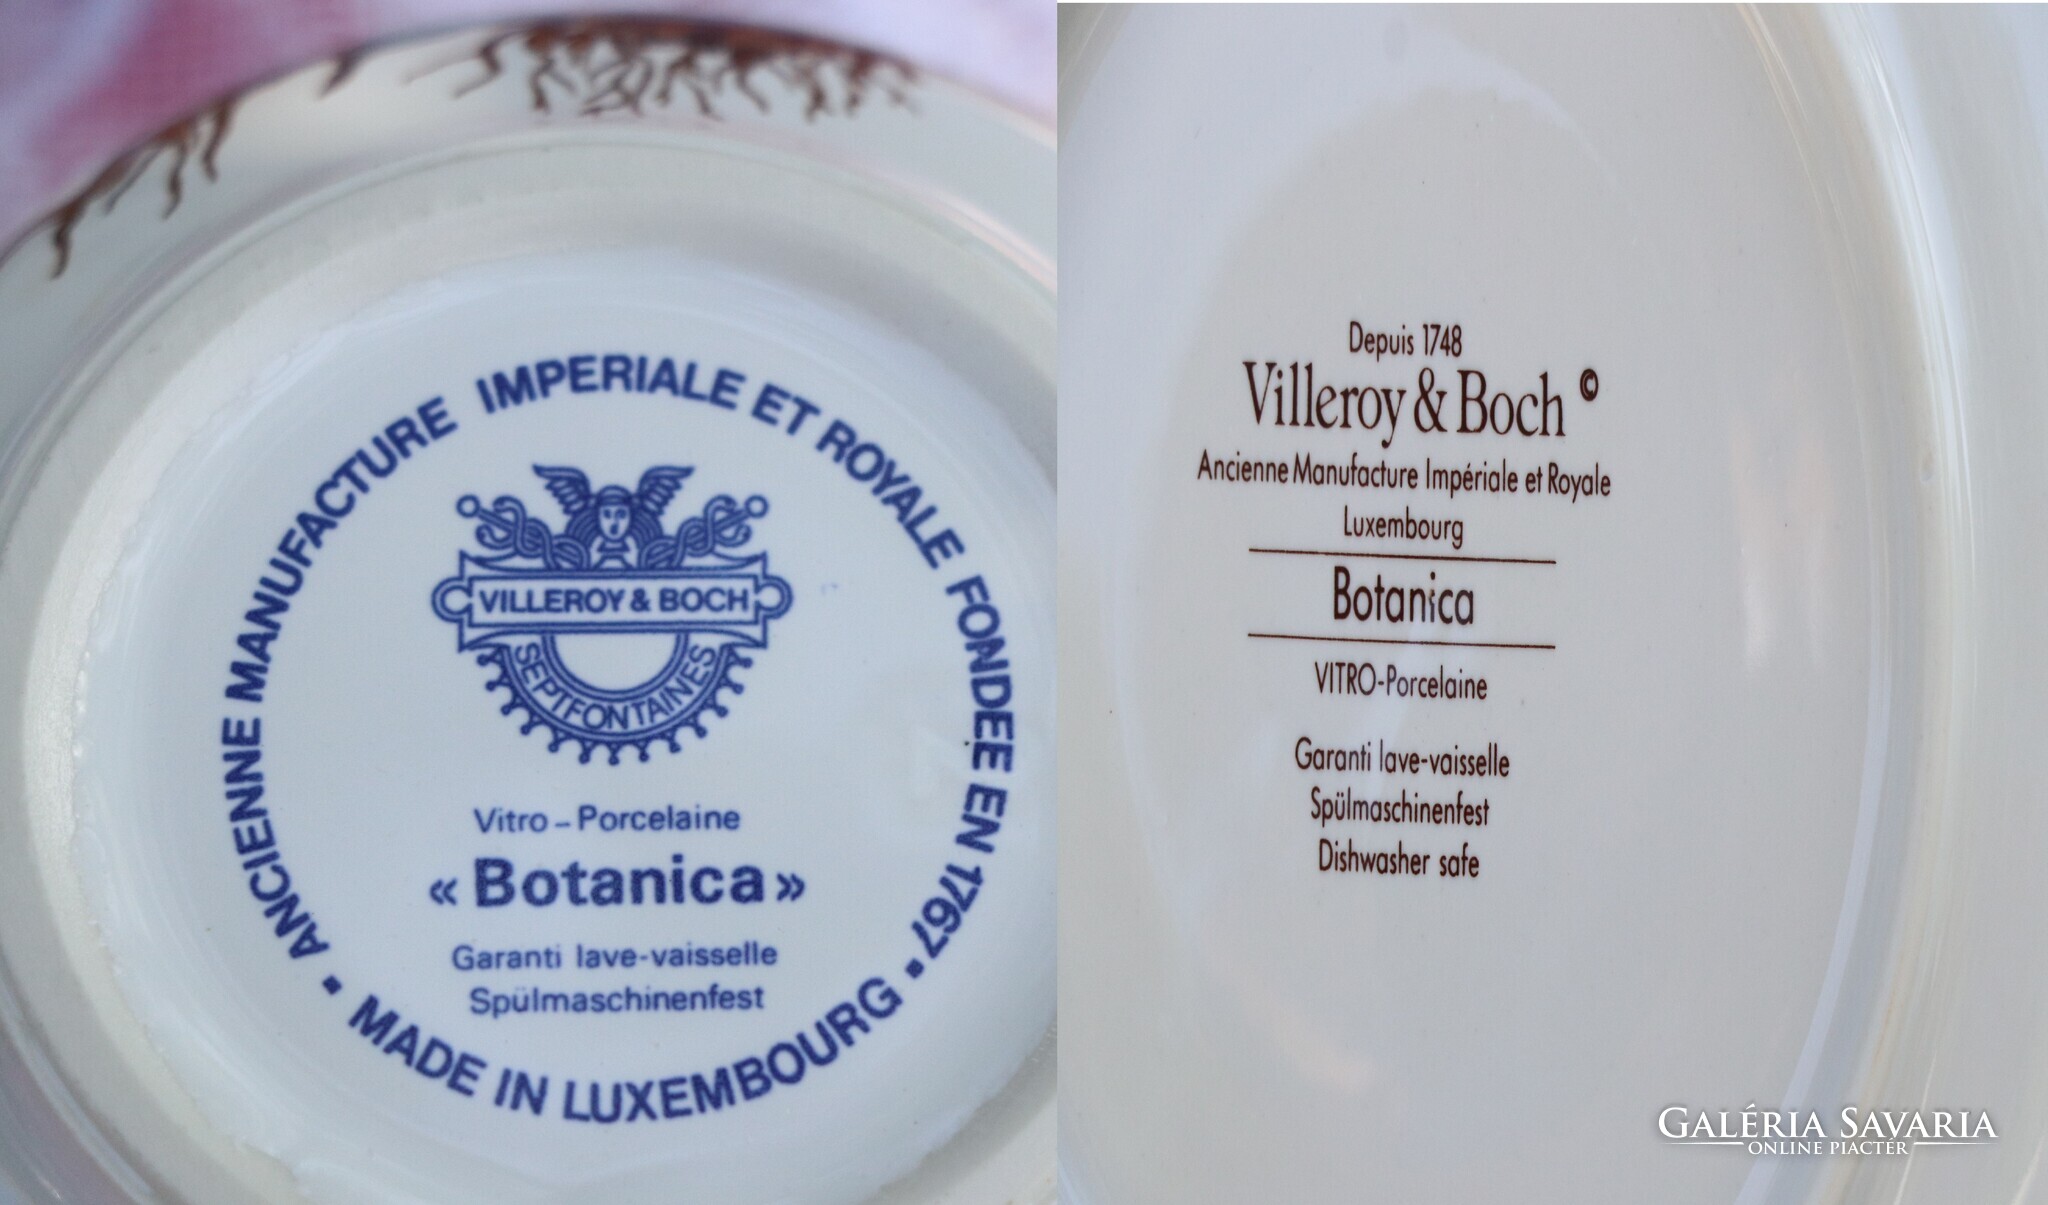 ANCIENNE MANUFACTURE IMPERIALE ET ROYALE FONDEE EN 1767 ▪
MADE IN LUXEMBOURG ▪
VILLEROY & BOCH
SEPTFONTAINES
Vitro – Porcelaine
« Botanica »
Garanti lave-vaisselle
Spülmaschinenfest
Depuis 1748
Villeroy & Boch ©
Ancienne Manufacture Impériale et Royale
Luxembourg
Botanica
VITRO-Porcelaine
Garanti lave-vaisselle
Spülmaschinenfest
Dishwasher safe
GALÉRIA SAVARIA
ONLINE PIACTÉR